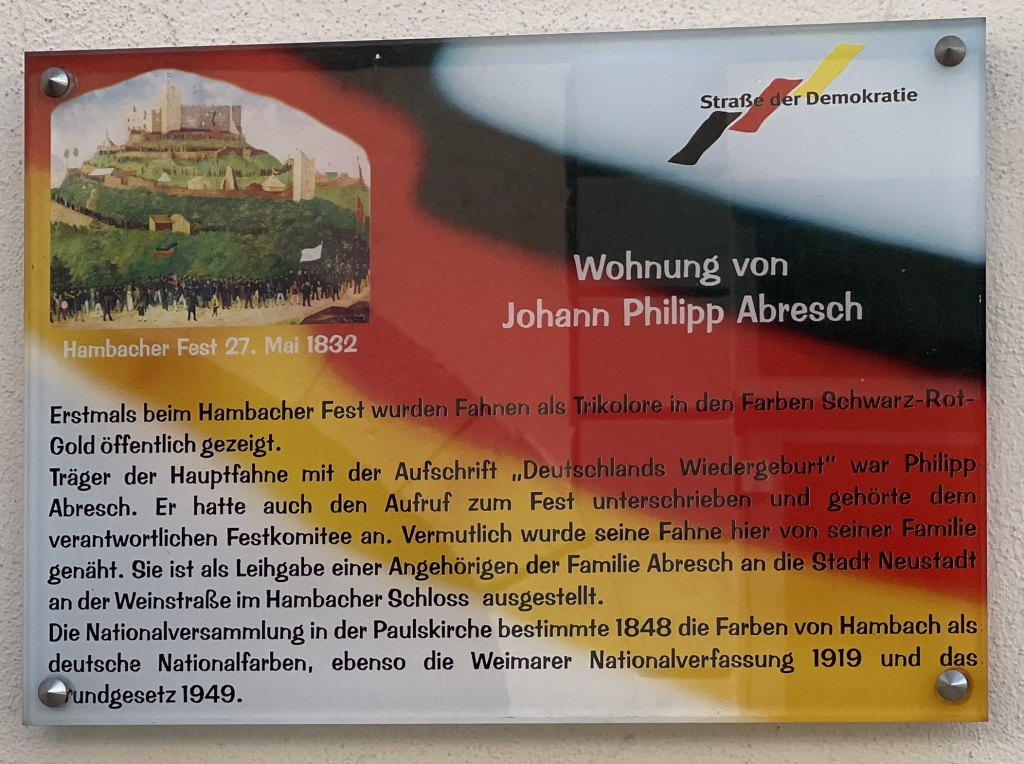 Straße der Demokratie
Wohnung von
Johann Philipp Abresch
Hambacher Fest 27. Mai 1832
Erstmals beim Hambacher Fest wurden Fahnen als Trikolore in den Farben Schwarz-Rot-
Gold öffentlich gezeigt.
Träger der Hauptfahne mit der Aufschrift „Deutschlands Wiedergeburt" war Philipp
Abresch. Er hatte auch den Aufruf zum Fest unterschrieben und gehörte dem
verantwortlichen Festkomitee an. Vermutlich wurde seine Fahne hier von seiner Familie
genäht. Sie ist als Leihgabe einer Angehörigen der Familie Abresch an die Stadt Neustadt
an der Weinstraße im Hambacher Schloss ausgestellt.
Die Nationalversammlung in der Paulskirche bestimmte 1848 die Farben von Hambach als
deutsche Nationalfarben, ebenso die Weimarer Nationalverfassung 1919 und das
rundgesetz 1949.